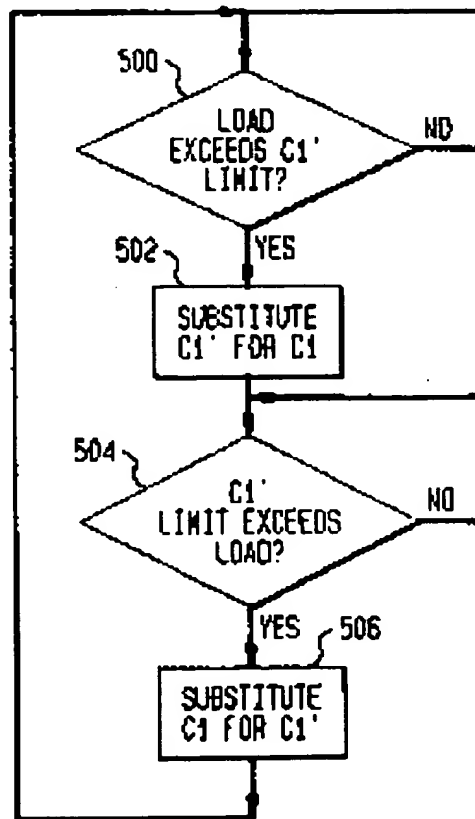 500
LOAD
EXCEEDS C1'
LIMIT?
NO
YES
502
SUBSTITUTE
C1' FOR C1
504
C1'
LIMIT EXCEEDS
LOAD?
NO
YES
506
SUBSTITUTE
C1 FOR C1'